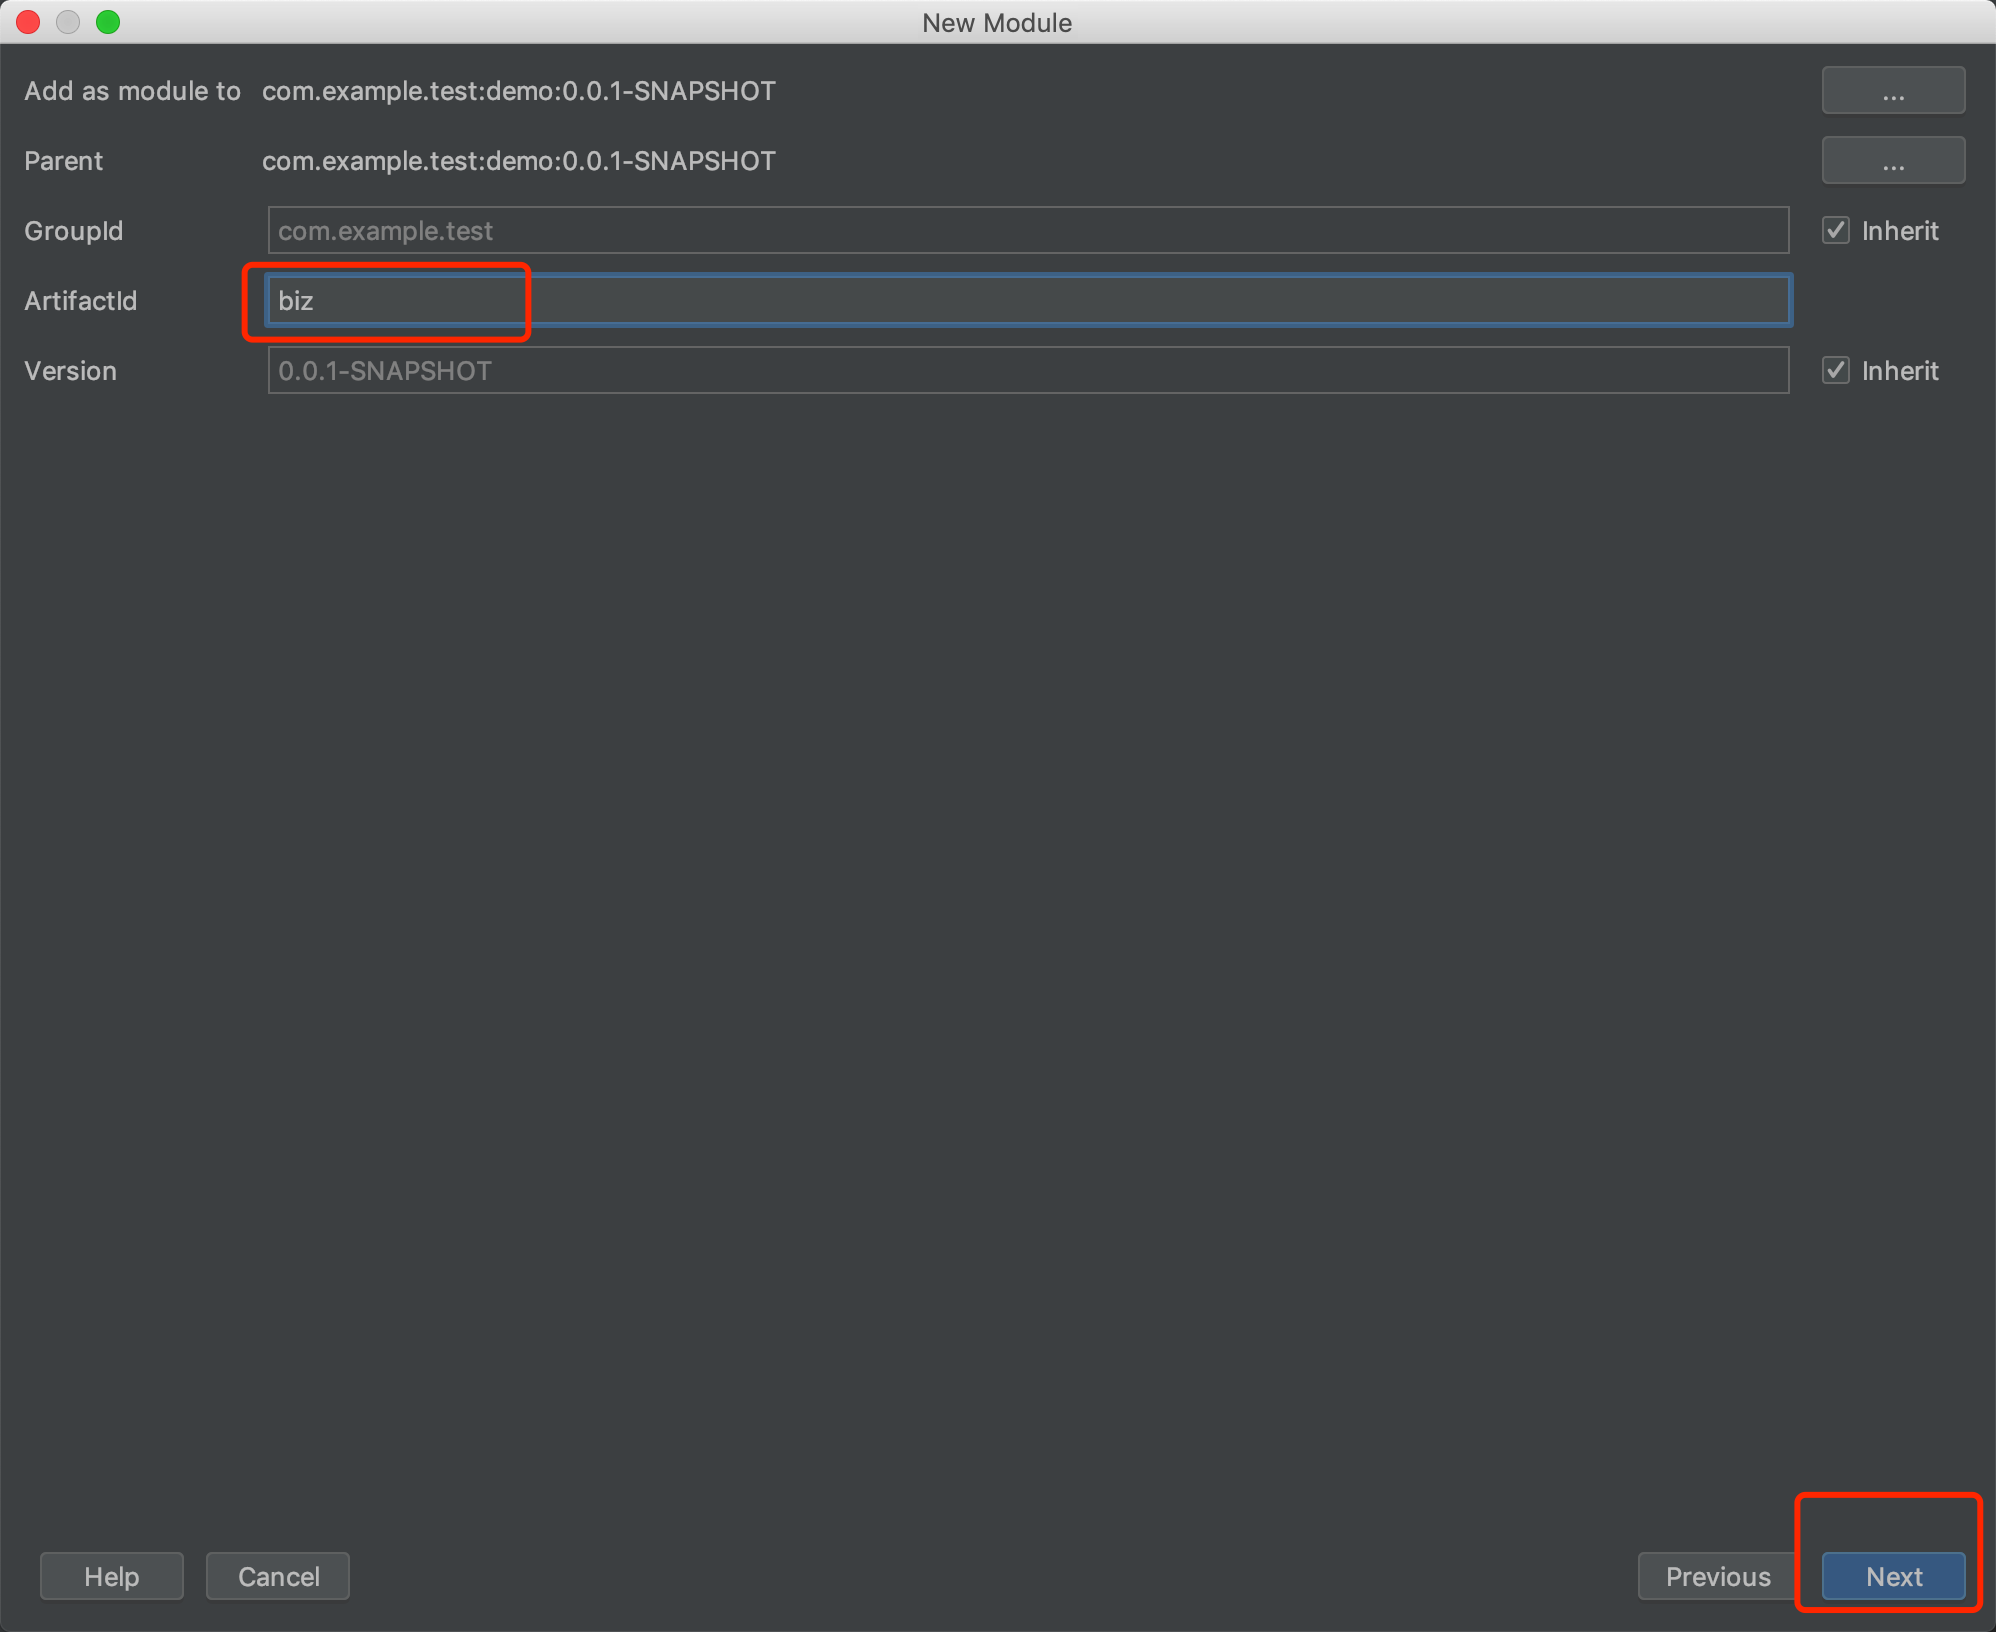 New Module
Add as module to com.example.test:demo:0.0.1-SNAPSHOT ...
Parent com.example.test:demo:0.0.1-SNAPSHOT ...
GroupId com.example.test Inherit
ArtifactId biz
Version 0.0.1-SNAPSHOT Inherit
Help Cancel Previous Next